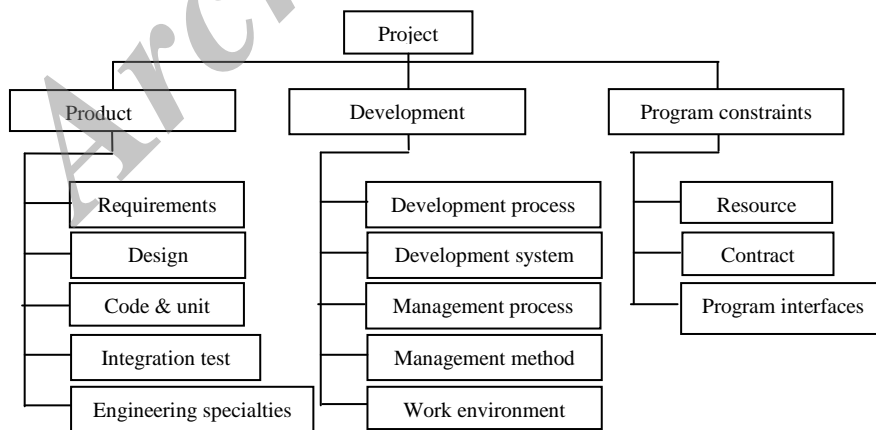 Project
Product
Development
Program constraints
Requirements
Design
Code & unit
Integration test
Engineering specialties
Development process
Development system
Management process
Management method
Work environment
Resource
Contract
Program interfaces
Arc